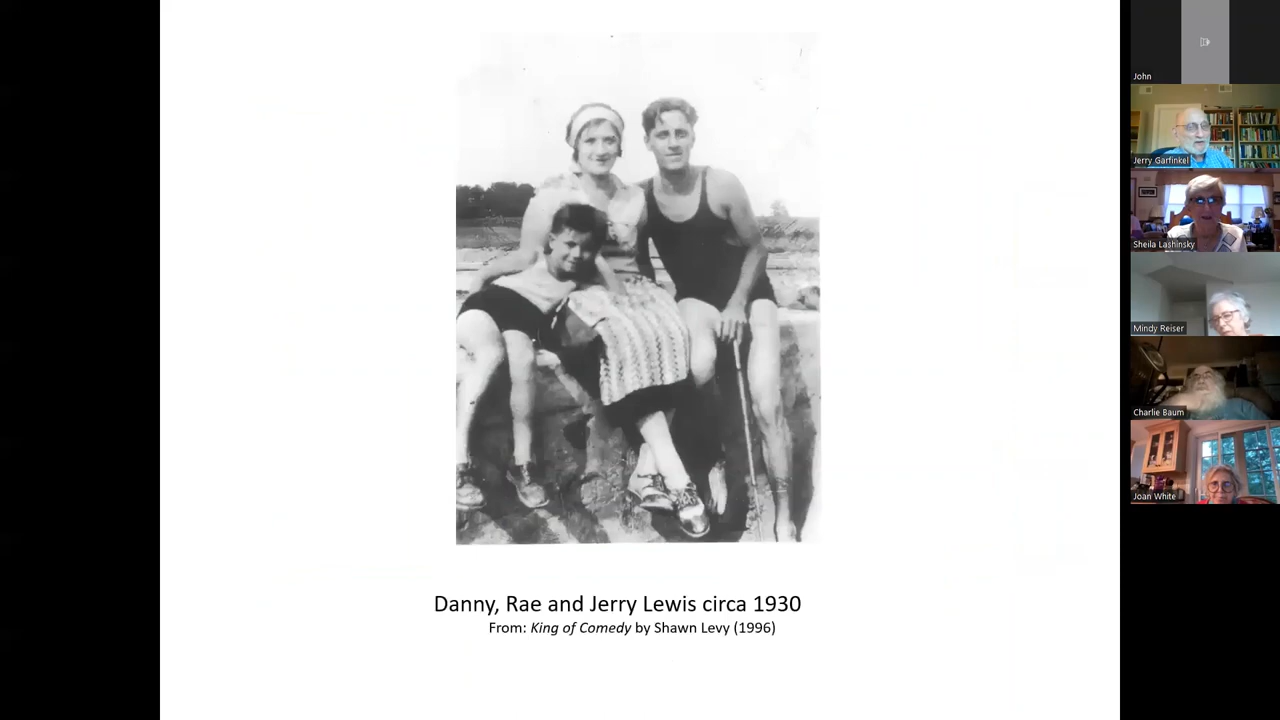 John
Jerry Garfinkel
Sheila Lashinsky
Mindy Reiser
Charlie Baum
Joan White
Danny, Rae and Jerry Lewis circa 1930
From: King of Comedy by Shawn Levy (1996)